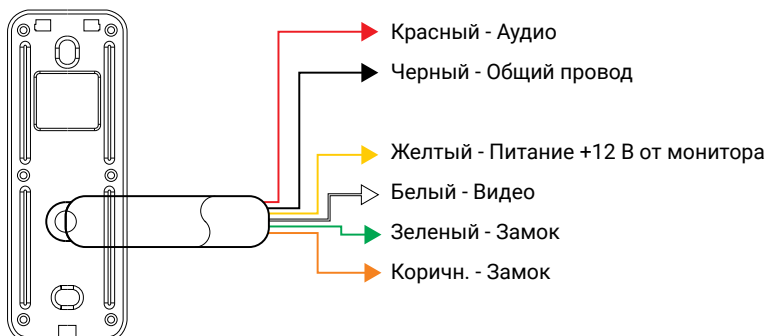 Красный - Аудио
Черный - Общий провод
Желтый - Питание +12 В от монитора
Белый - Видео
Зеленый - Замок
Коричн. - Замок